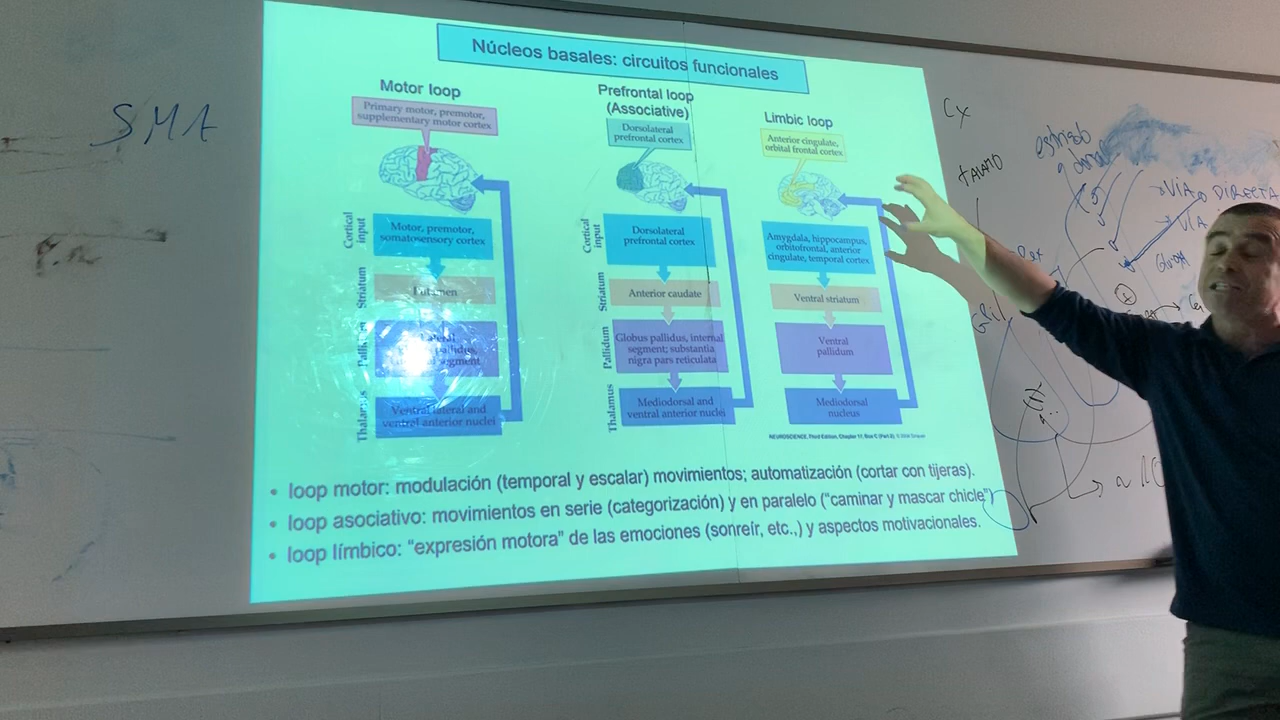 Núcleos basales: circuitos funcionales
Motor loop
Primary motor, premotor,
supplementary motor cortex
Cortical
input
Motor, premotor,
somatosensory cortex
Striatum
Putamen
Lateral
pallidus,
segment
Thalamus
Ventral lateral and
ventral anterior nuclei
Prefrontal loop
(Associative)
Dorsolateral
prefrontal cortex
Cortical
input
Dorsolateral
prefrontal cortex
Striatum
Anterior caudate
Pallidum
Globus pallidus, internal
segment; substantia
nigra pars reticulata
Thalamus
Mediodorsal and
ventral anterior nuclei
Limbic loop
Anterior cingulate,
orbital frontal cortex
Amygdala, hippocampus,
orbitofrontal, anterior
cingulate, temporal cortex
Ventral striatum
Ventral
pallidum
Mediodorsal
nucleus
NEUROSCIENCE, Third Edition, Chapter 17, Box C (Part 2)
• loop motor: modulación (temporal y escalar) movimientos; automatización (cortar con tijeras).
• loop asociativo: movimientos en serie (categorización) y en paralelo ("caminar y mascar chicle")
• loop límbico: "expresión motora" de las emociones (sonreír, etc.,) y aspectos motivacionales.
SMA
Cx
VIA DIRECTA
VIA